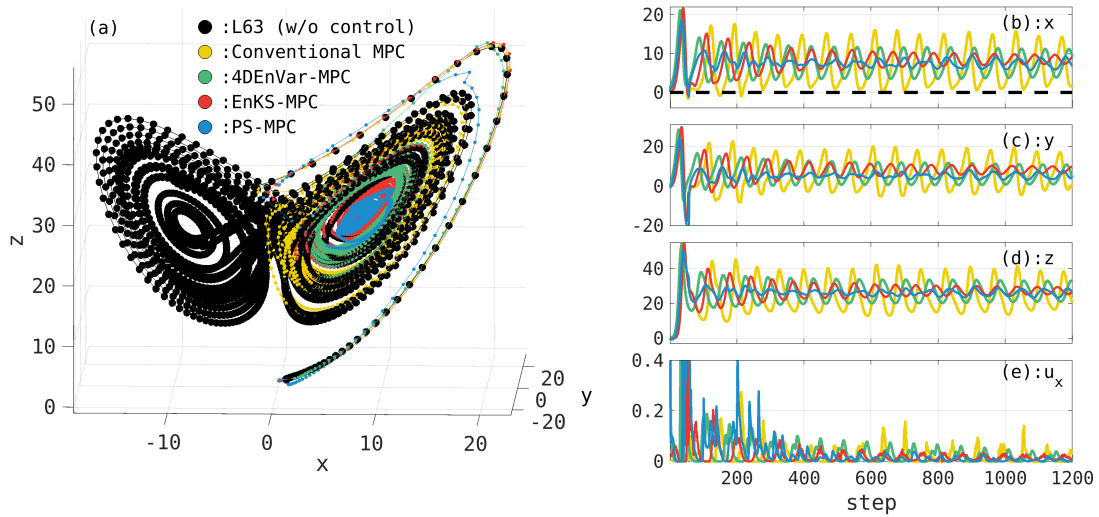 (a)
:L63 (w/o control)
:Conventional MPC
:4DEnVar-MPC
:EnKS-MPC
:PS-MPC
50
40
30
20
10
0
z
-10
0
10
20
x
20
0
-20
y
(b):x
20
10
0
(c):y
20
0
-20
(d):z
40
20
0
(e):u_x
0.4
0.2
0
200
400
600
800
1000
1200
step